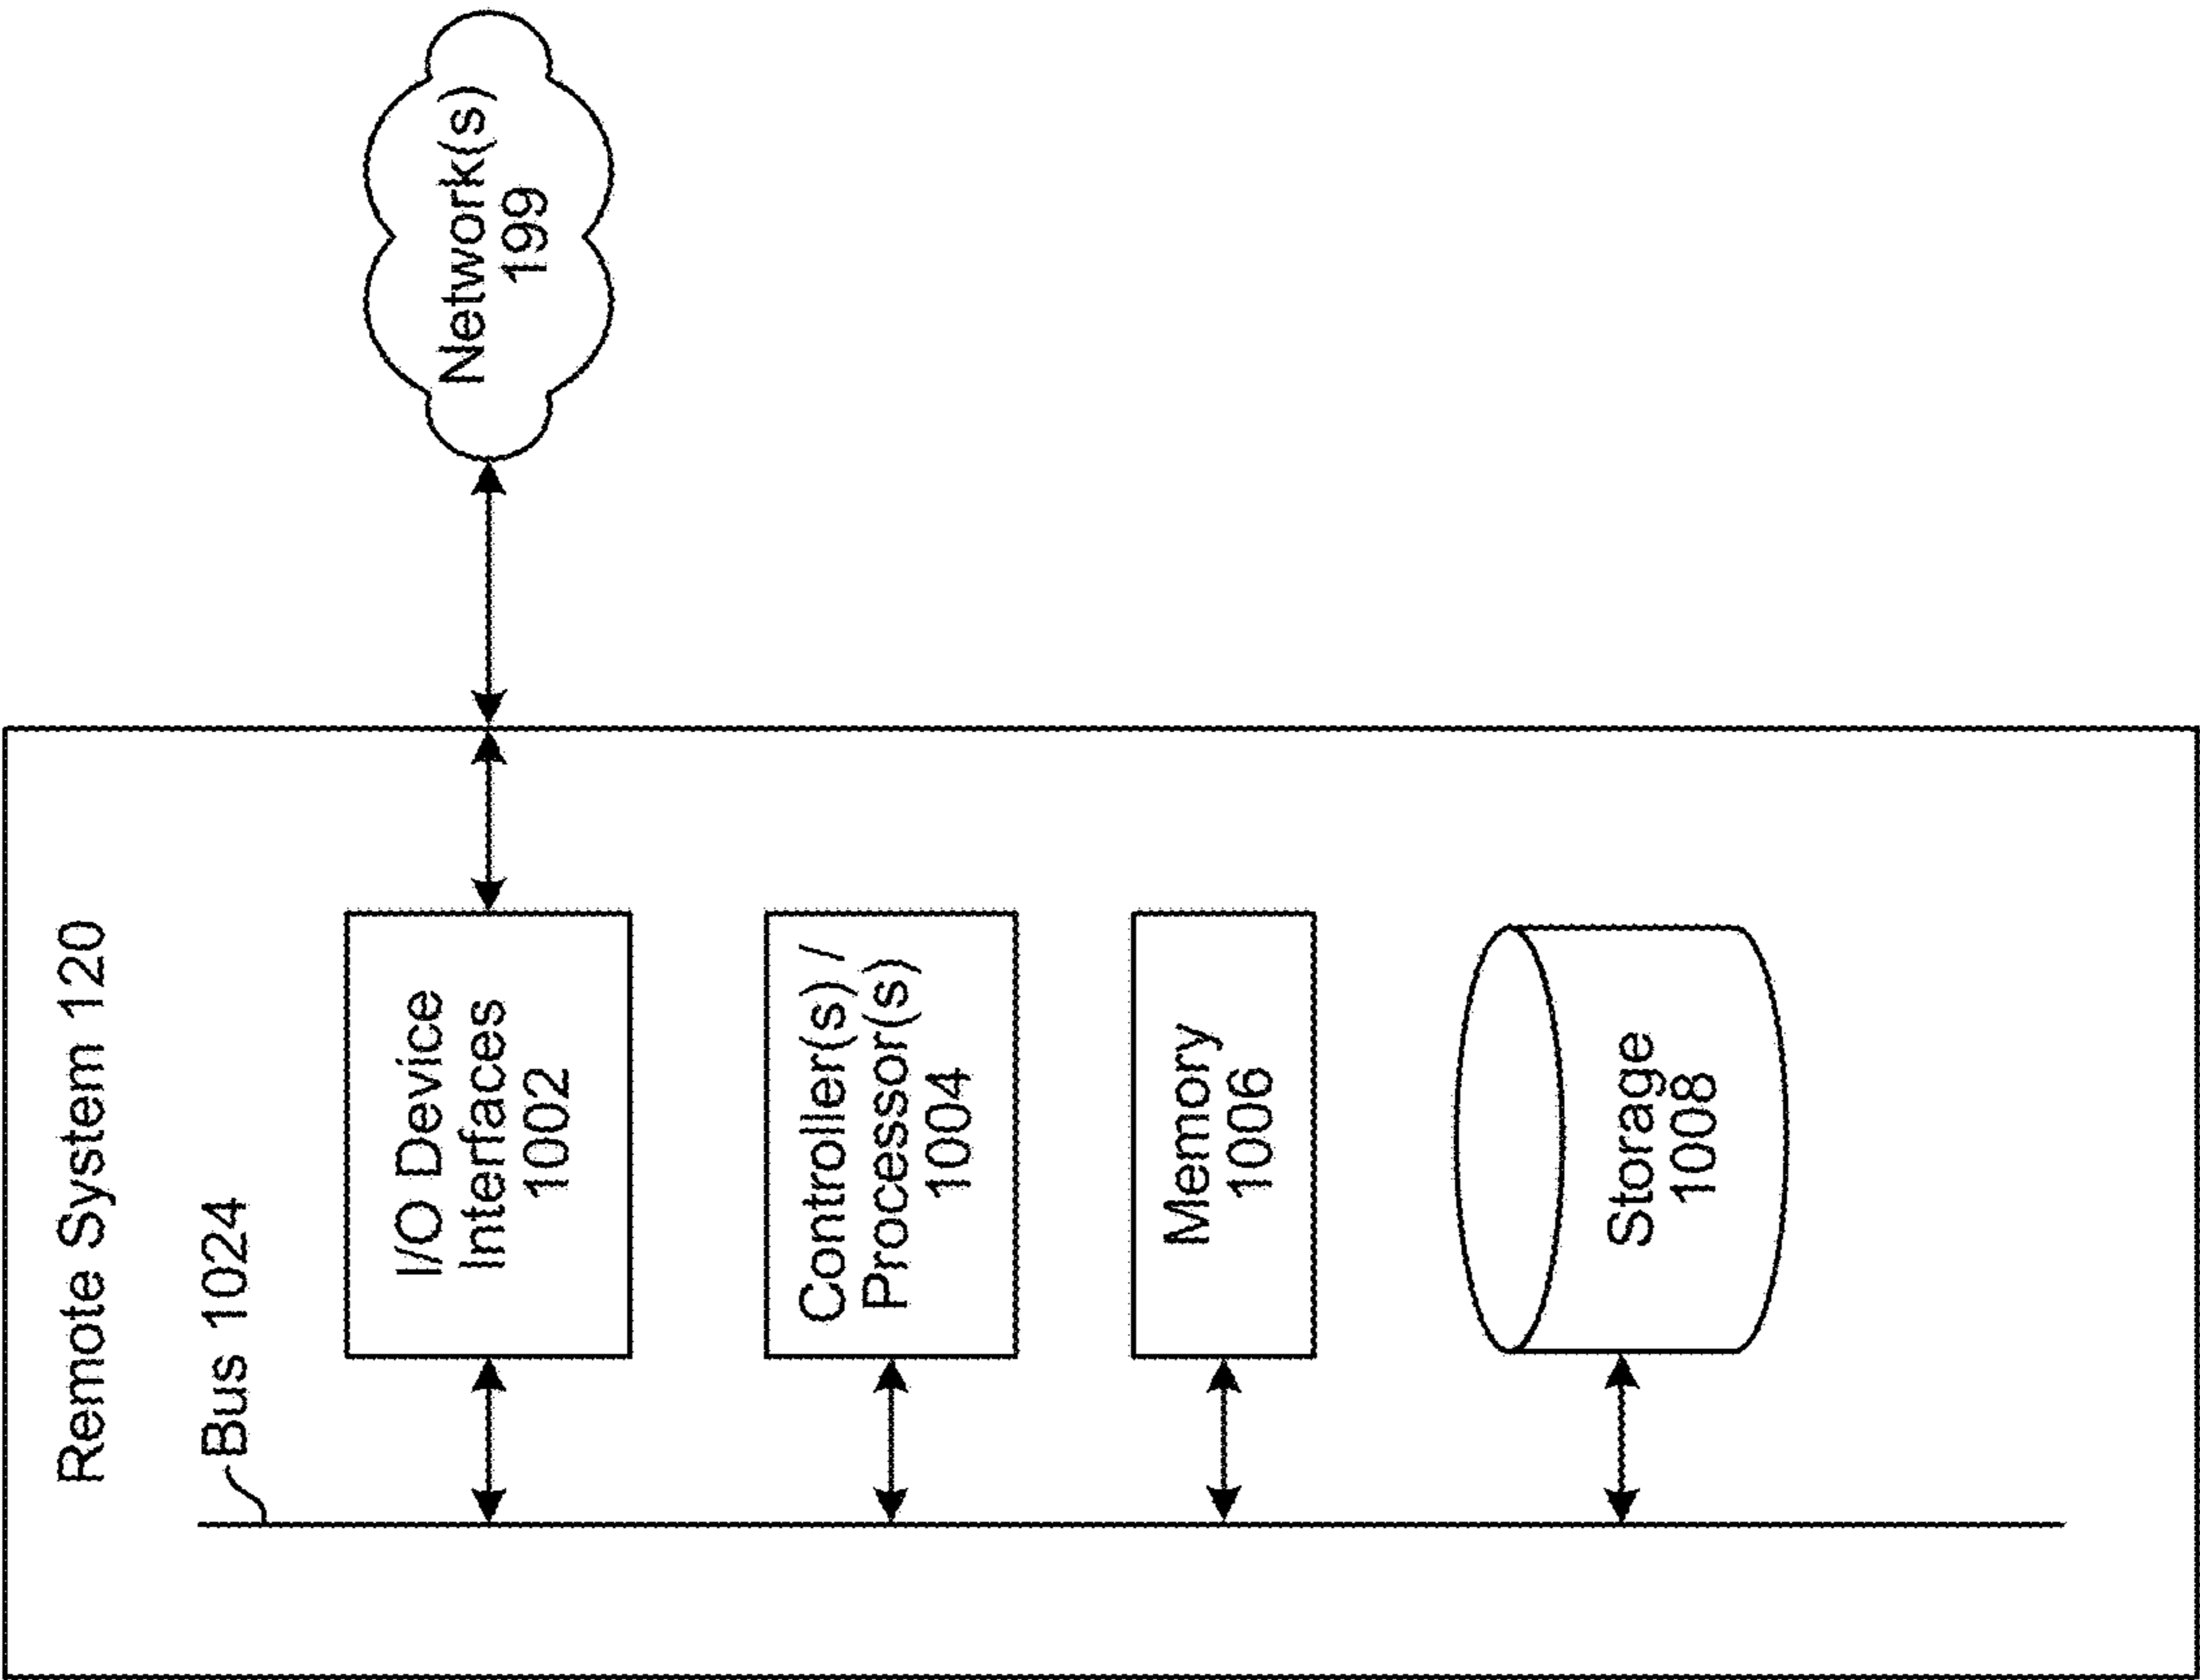 Remote System 120
Bus 1024
I/O Device
Interfaces
1002
Network(s)
199
Controller(s) /
Processor(s)
1004
Memory
1006
Storage
1008